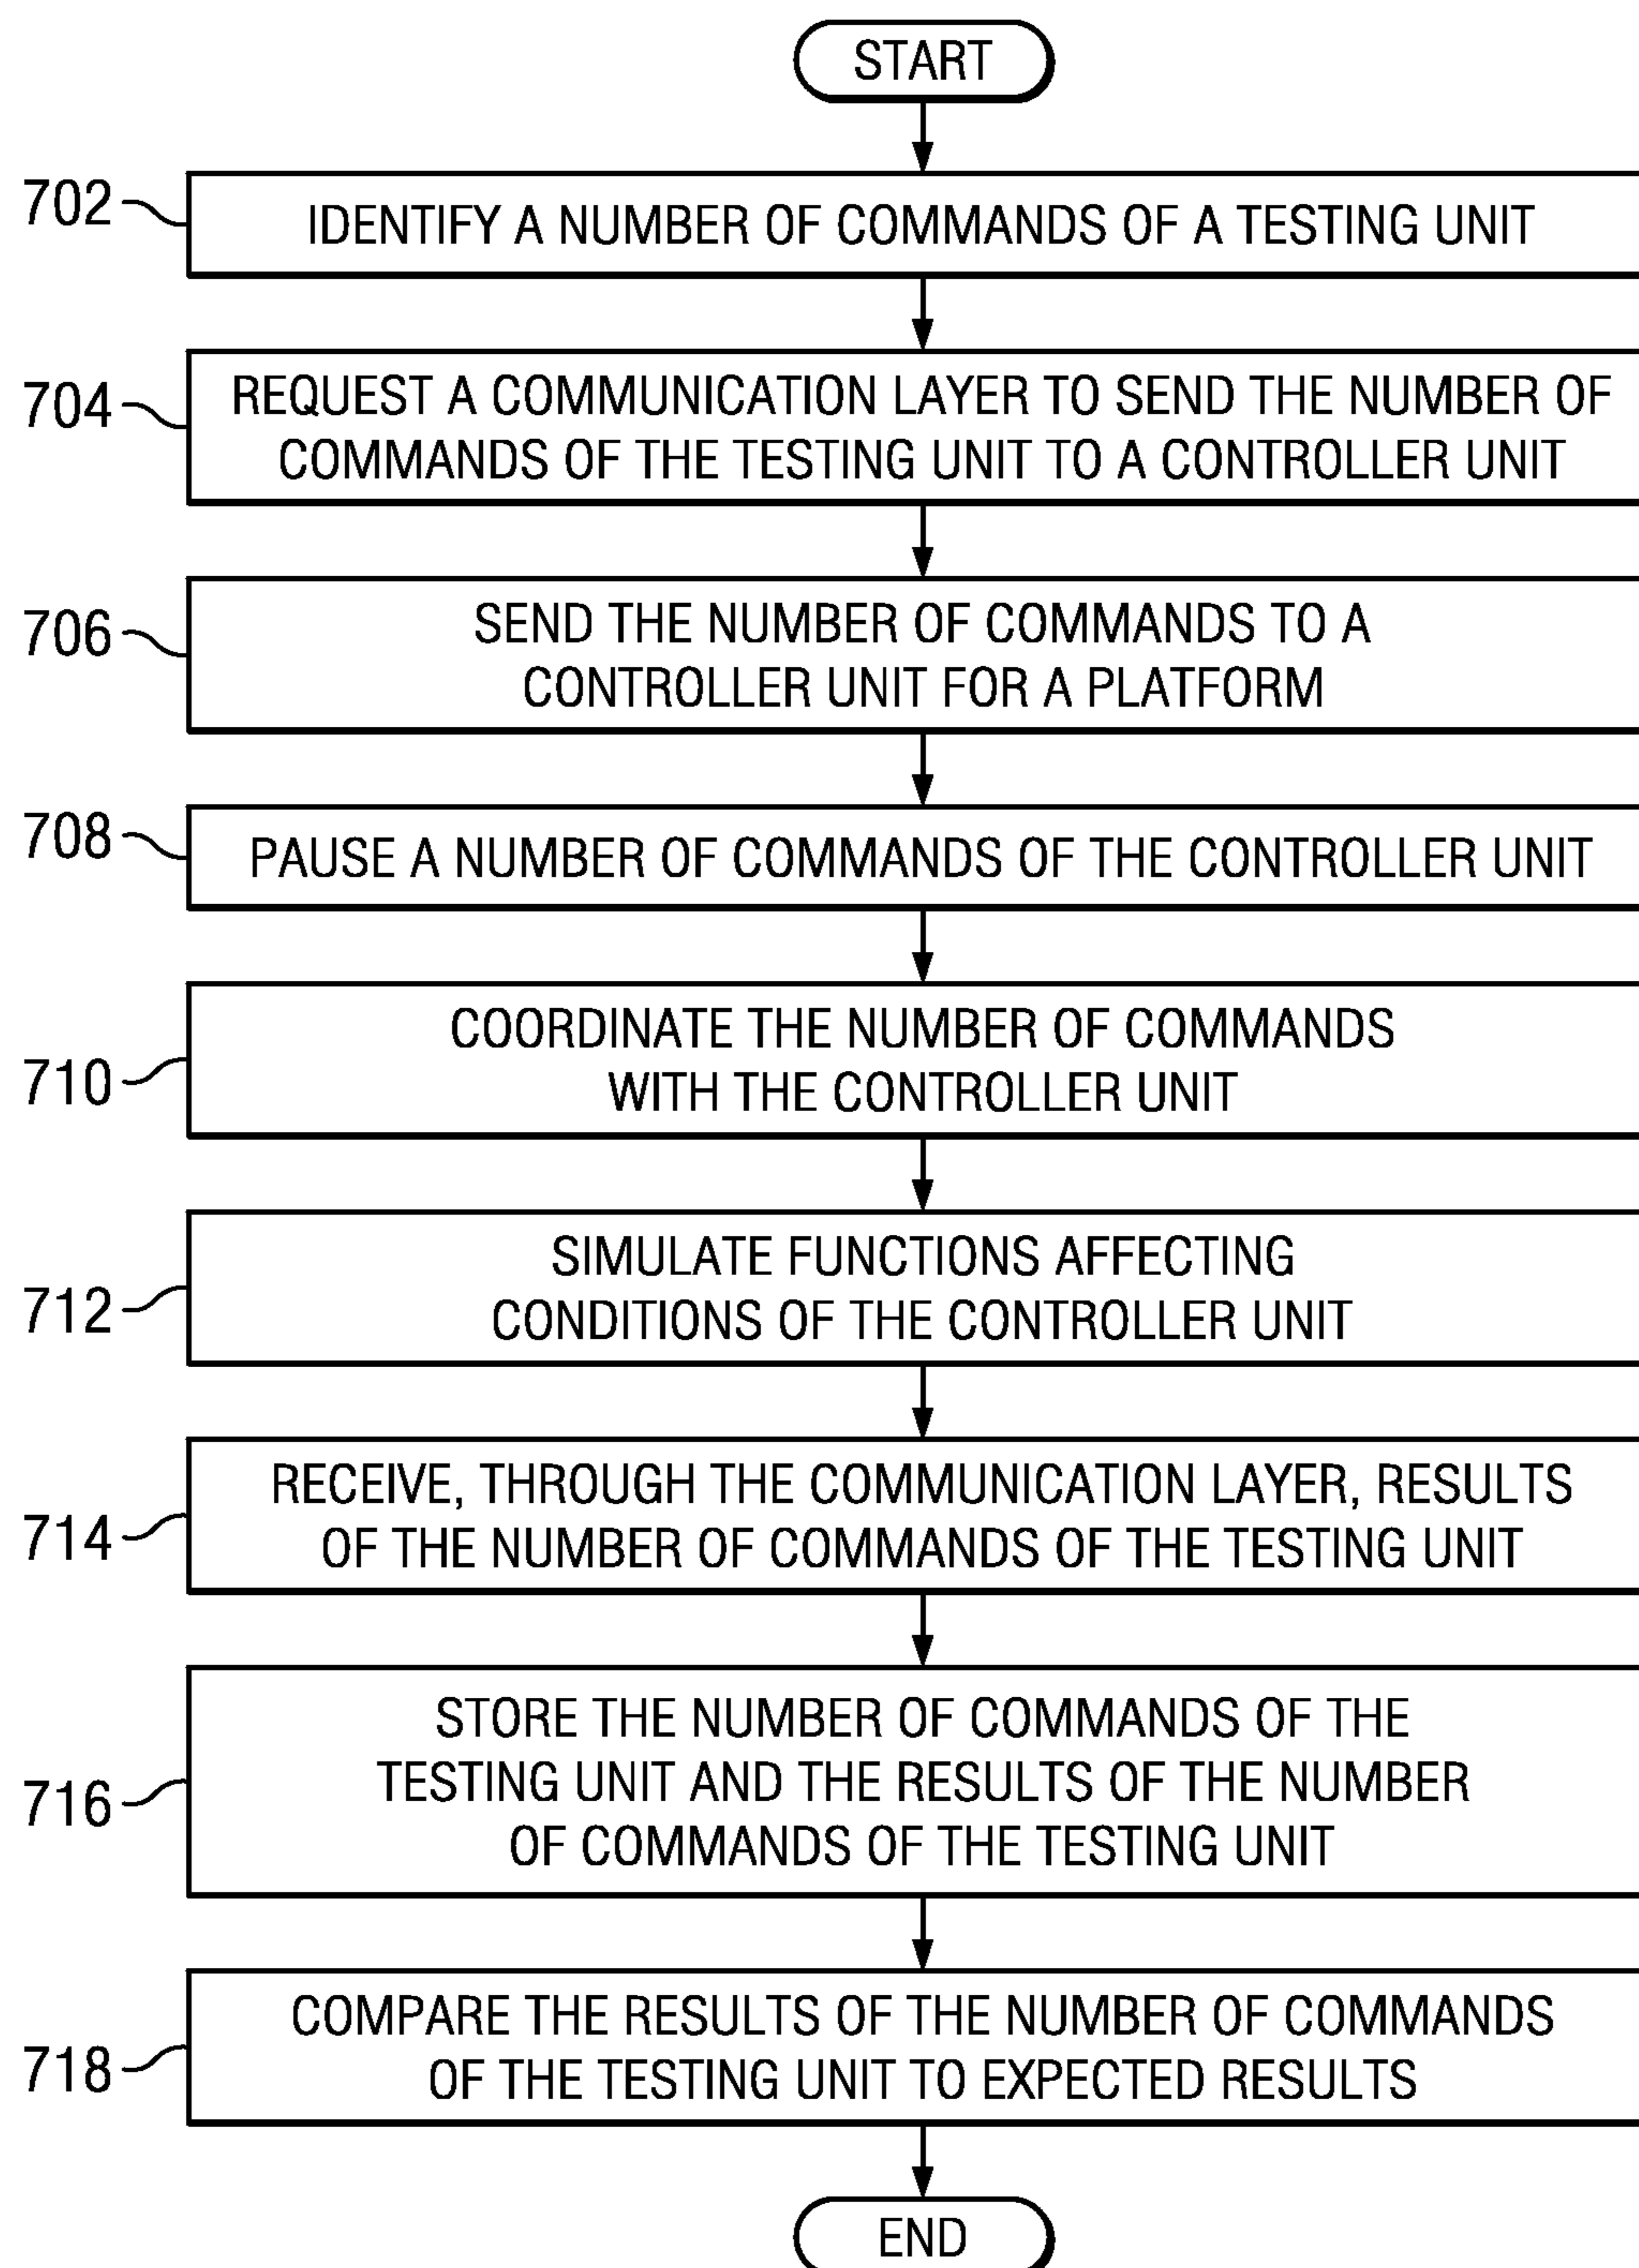 START
702
IDENTIFY A NUMBER OF COMMANDS OF A TESTING UNIT
704
REQUEST A COMMUNICATION LAYER TO SEND THE NUMBER OF
COMMANDS OF THE TESTING UNIT TO A CONTROLLER UNIT
706
SEND THE NUMBER OF COMMANDS TO A
CONTROLLER UNIT FOR A PLATFORM
708
PAUSE A NUMBER OF COMMANDS OF THE CONTROLLER UNIT
710
COORDINATE THE NUMBER OF COMMANDS
WITH THE CONTROLLER UNIT
712
SIMULATE FUNCTIONS AFFECTING
CONDITIONS OF THE CONTROLLER UNIT
714
RECEIVE, THROUGH THE COMMUNICATION LAYER, RESULTS
OF THE NUMBER OF COMMANDS OF THE TESTING UNIT
716
STORE THE NUMBER OF COMMANDS OF THE
TESTING UNIT AND THE RESULTS OF THE NUMBER
OF COMMANDS OF THE TESTING UNIT
718
COMPARE THE RESULTS OF THE NUMBER OF COMMANDS
OF THE TESTING UNIT TO EXPECTED RESULTS
END